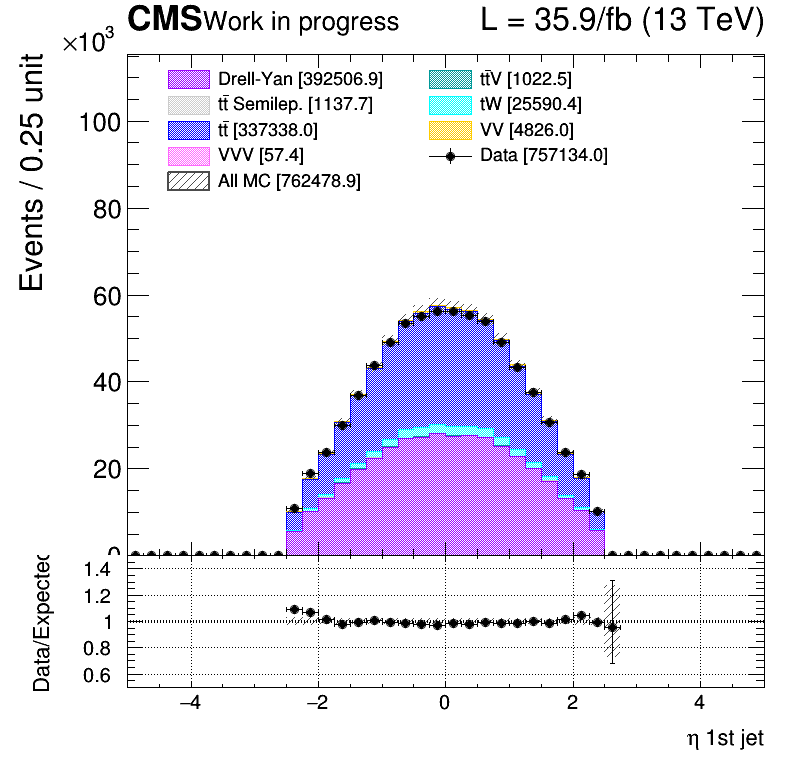 CMS Work in progress L = 35.9/fb (13 TeV)
×10³
Events / 0.25 unit
Drell-Yan [392506.9]
tt̄ Semilep. [1137.7]
tt̄ [337338.0]
VVV [57.4]
All MC [762478.9]
tt̄V [1022.5]
tW [25590.4]
VV [4826.0]
Data [757134.0]
100
80
60
40
20
0
Data/Expected
1.4
1.2
1
0.8
0.6
−4 −2 0 2 4
η 1st jet